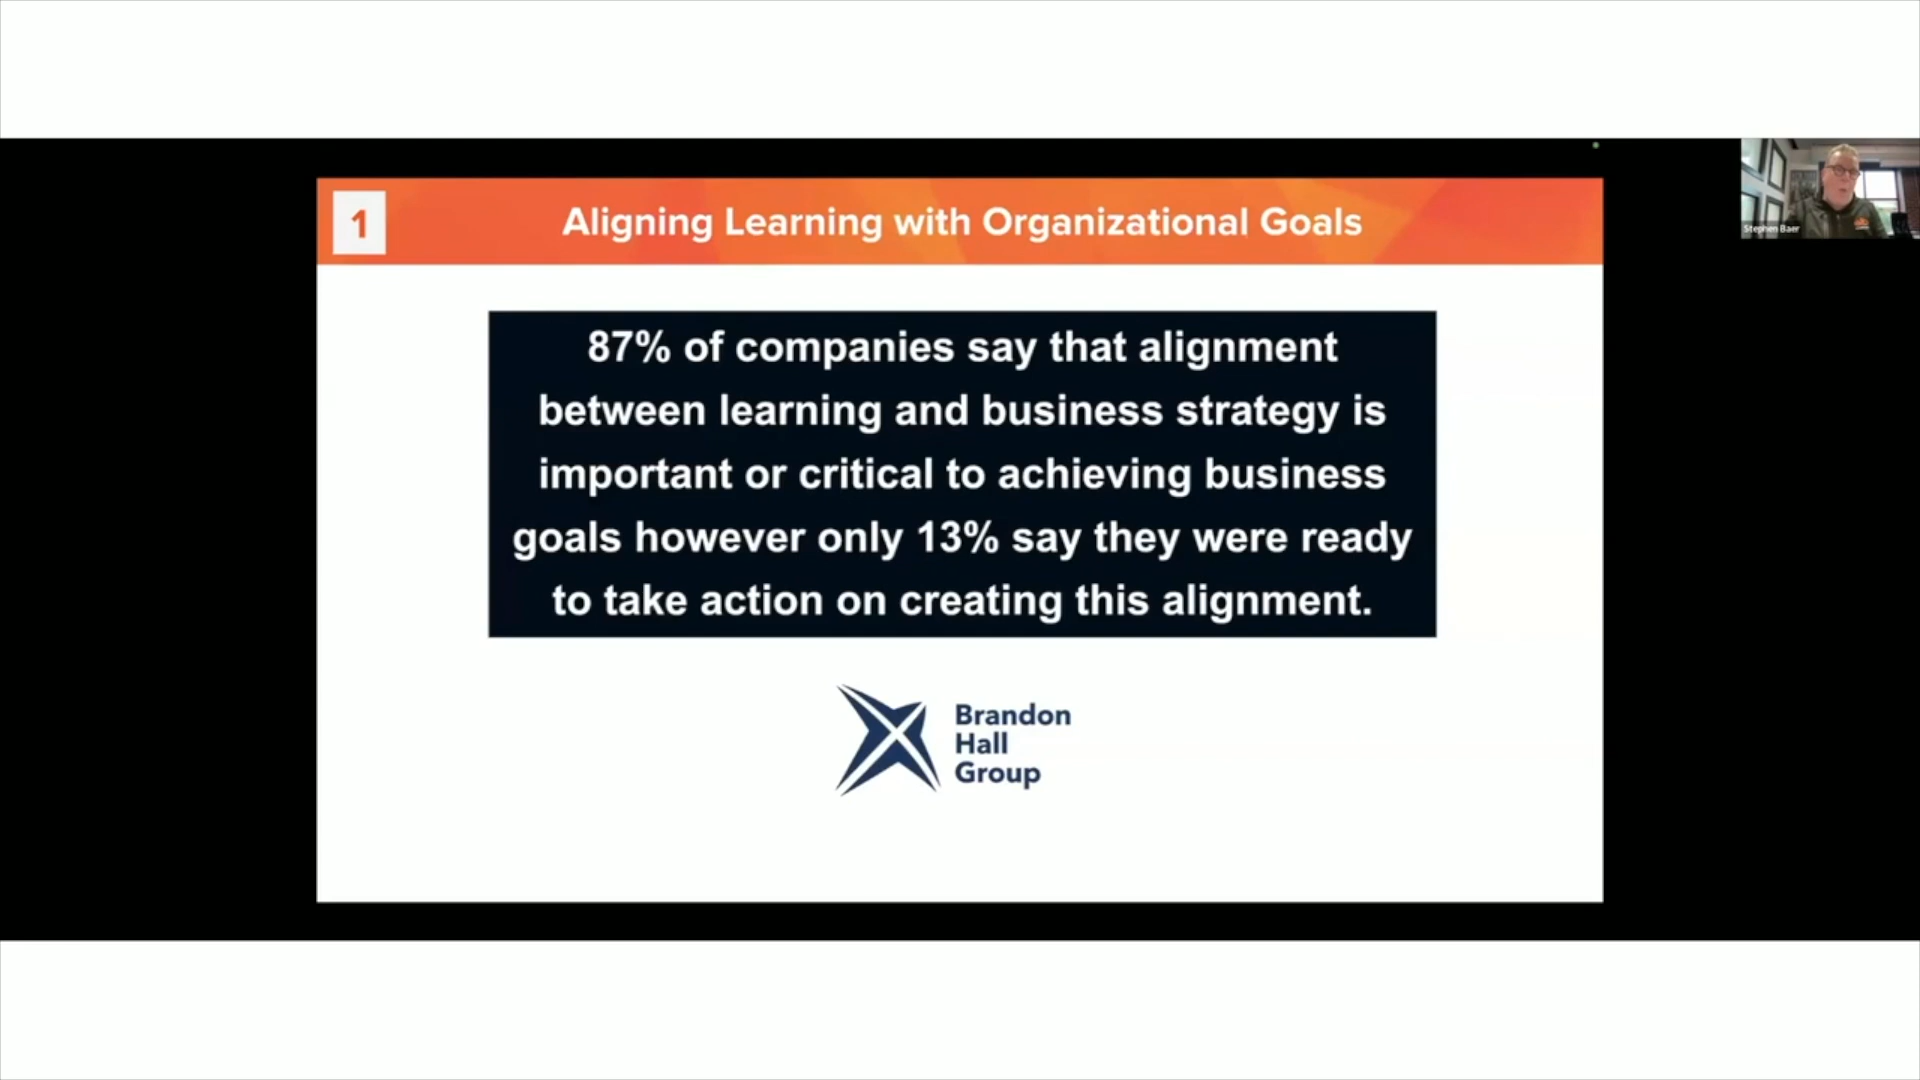 1
Aligning Learning with Organizational Goals
Stephen Baer
87% of companies say that alignment
between learning and business strategy is
important or critical to achieving business
goals however only 13% say they were ready
to take action on creating this alignment.
Brandon
Hall
Group